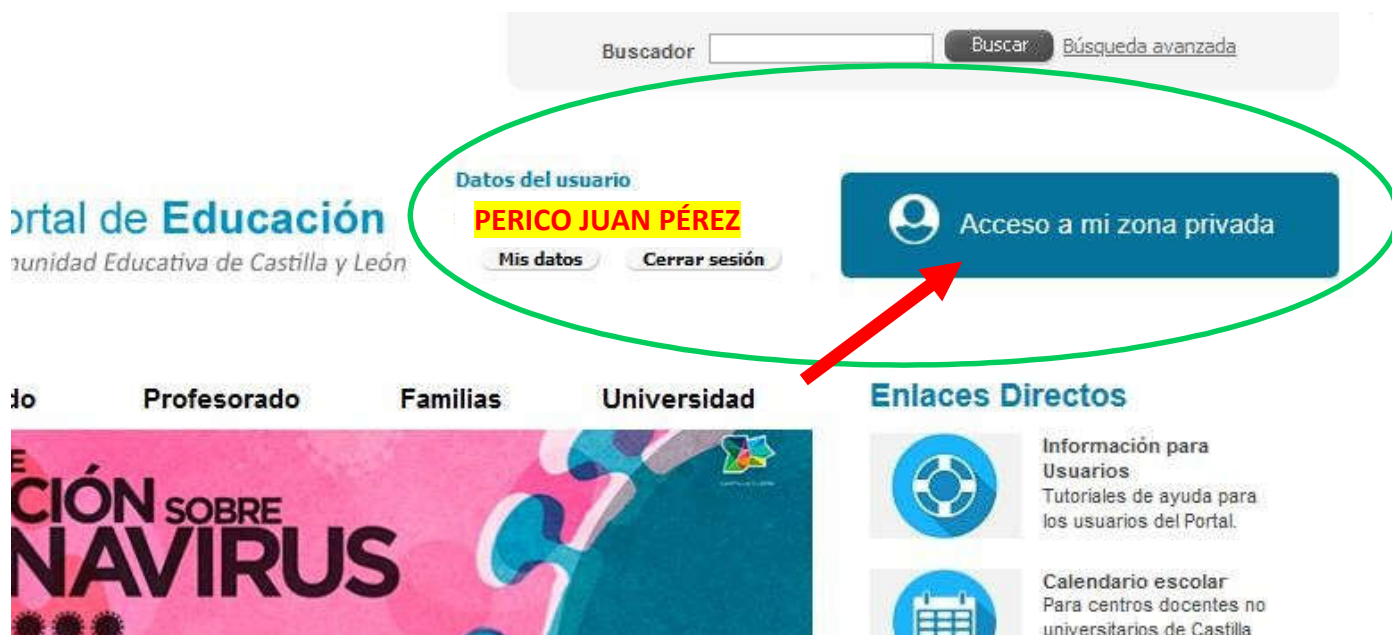 Buscador
Buscar
Búsqueda avanzada
Datos del usuario
PERICO JUAN PÉREZ
Mis datos
Cerrar sesión
Acceso a mi zona privada
ortal de Educación
munidad Educativa de Castilla y León
do
Profesorado
Familias
Universidad
Enlaces Directos
E
CIÓN SOBRE
NAVIRUS
Información para
Usuarios
Tutoriales de ayuda para
los usuarios del Portal.
Calendario escolar
Para centros docentes no
universitarios de Castilla